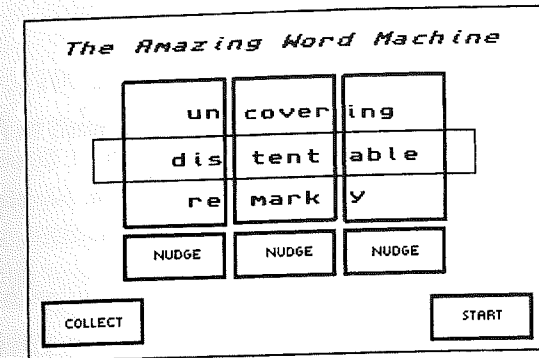 The Amazing Word Machine
un cover ing
dis tent able
re mark y
NUDGE NUDGE NUDGE
COLLECT START